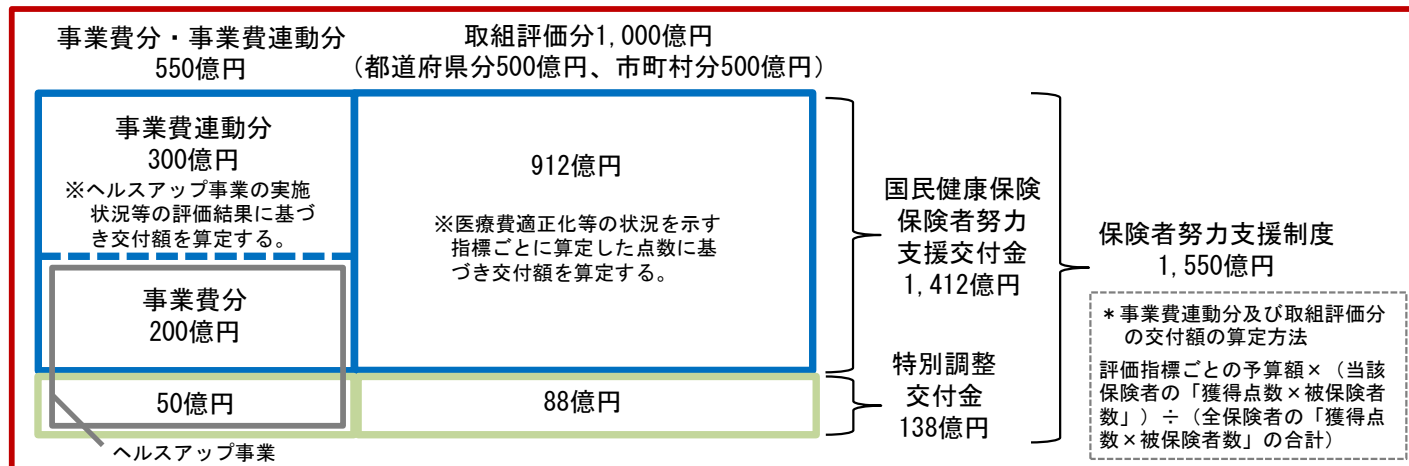 事業費分・事業費連動分
550億円
取組評価分1,000億円
（都道府県分500億円、市町村分500億円）
事業費連動分
300億円
※ヘルスアップ事業の実施
状況等の評価結果に基づ
き交付額を算定する。
事業費分
200億円
50億円
ヘルスアップ事業
912億円
※医療費適正化等の状況を示す
指標ごとに算定した点数に基
づき交付額を算定する。
88億円
国民健康保険
保険者努力
支援交付金
1,412億円
特別調整
交付金
138億円
保険者努力支援制度
1,550億円
＊事業費連動分及び取組評価分
の交付額の算定方法
評価指標ごとの予算額×（当該
保険者の「獲得点数×被保険者
数」）÷（全保険者の「獲得点
数×被保険者数」の合計）